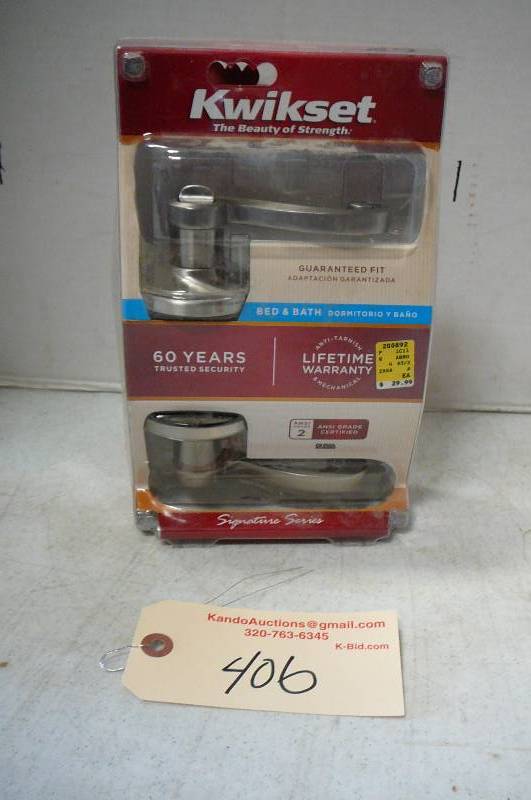 Kwikset
The Beauty of Strength.
GUARANTEED FIT
ADAPTACIÓN GARANTIZADA
BED & BATH DORMITORIO Y BAÑO
60 YEARS
TRUSTED SECURITY
ANTI-TARNISH
LIFETIME
WARRANTY
& MECHANICAL
200892
EA
$ 29.99
ANSI
2
ANSI GRADE
CERTIFIED
Signature Series
KandoAuctions@gmail.com
320-763-6345
K-Bid.com
406